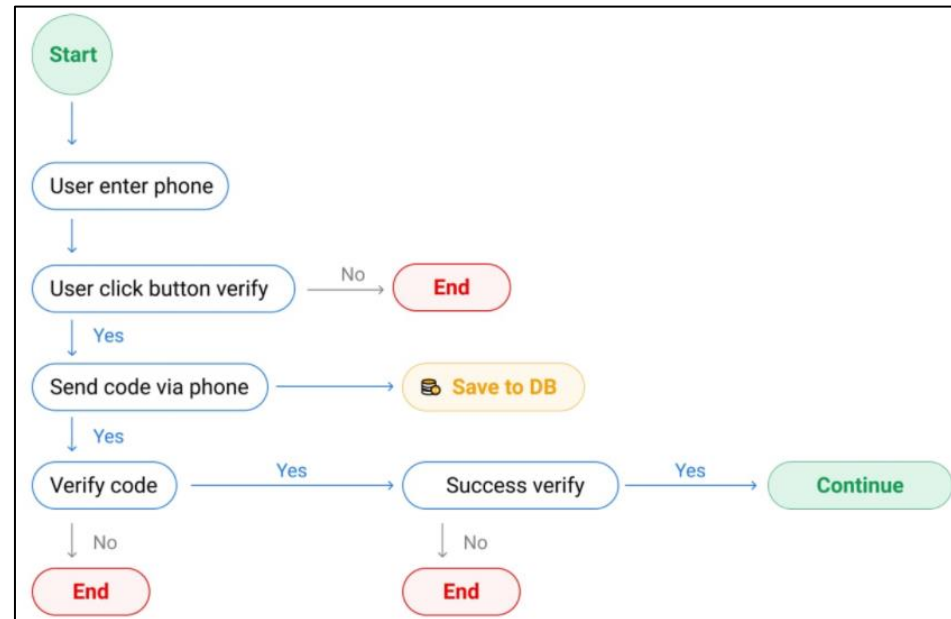 Start
User enter phone
User click button verify
No
End
Yes
Send code via phone
Save to DB
Yes
Verify code
Yes
Success verify
Yes
Continue
No
No
End
End